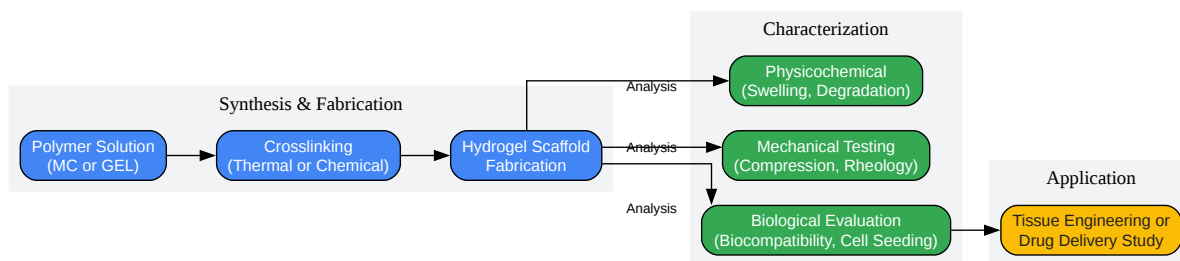 Synthesis & Fabrication
Polymer Solution
(MC or GEL)
Crosslinking
(Thermal or Chemical)
Hydrogel Scaffold
Fabrication
Analysis
Analysis
Analysis
Characterization
Physicochemical
(Swelling, Degradation)
Mechanical Testing
(Compression, Rheology)
Biological Evaluation
(Biocompatibility, Cell Seeding)
Application
Tissue Engineering or
Drug Delivery Study